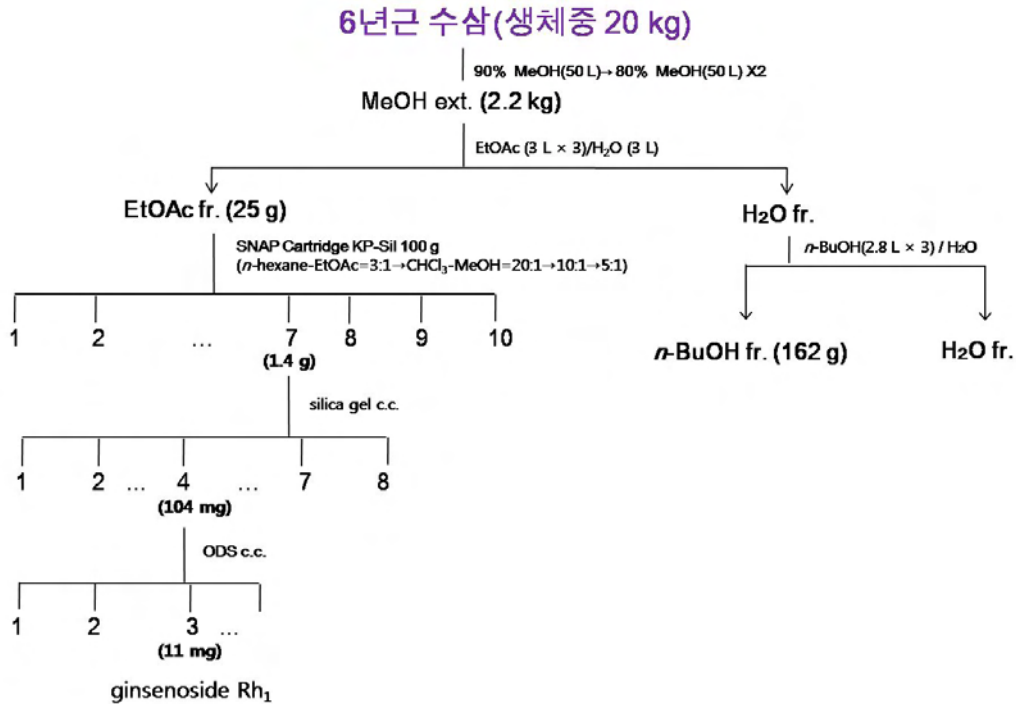 6년근 수삼(생체중 20 kg)
90% MeOH(50 L)→80% MeOH(50 L) X2
MeOH ext. (2.2 kg)
EtOAc (3 L × 3)/H₂O (3 L)
EtOAc fr. (25 g)
H₂O fr.
SNAP Cartridge KP-Sil 100 g
(n-hexane-EtOAc=3:1→CHCl₃-MeOH=20:1→10:1→5:1)
n-BuOH(2.8 L × 3) / H₂O
1 2 ... 7 8 9 10
(1.4 g)
n-BuOH fr. (162 g)
H₂O fr.
silica gel c.c.
1 2 ... 4 ... 7 8
(104 mg)
ODS c.c.
1 2 3 ...
(11 mg)
ginsenoside Rh₁